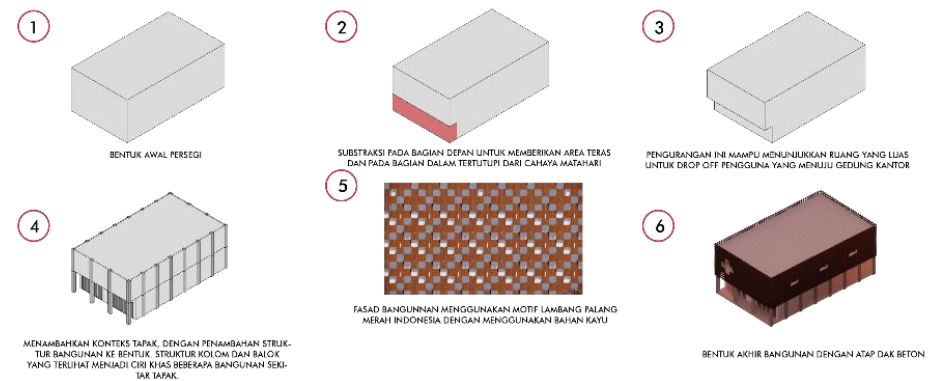 1
BENTUK AWAL PERSEGI
2
SUBSTRAKSI PADA BAGIAN DEPAN UNTUK MEMBERIKAN AREA TERAS
DAN PADA BAGIAN DALAM TERTUTUPI DARI CAHAYA MATAHARI
3
PENGURANGAN INI MAMPU MENUNJUKKAN RUANG YANG LUAS
UNTUK DROP OFF PENGGUNA YANG MENUJU GEDUNG KANTOR
4
MENAMBAHKAN KONTEKS TAPAK, DENGAN PENAMBAHAN STRUK-
TUR BANGUNAN KE BENTUK. STRUKTUR KOLOM DAN BALOK
YANG TERLIHAT MENJADI CIRI KHAS BEBERAPA BANGUNAN SEKI-
TAR TAPAK.
5
FASAD BANGUNNAN MENGGUNAKAN MOTIF LAMBANG PALANG
MERAH INDONESIA DENGAN MENGGUNAKAN BAHAN KAYU
6
BENTUK AKHIR BANGUNAN DENGAN ATAP DAK BETON